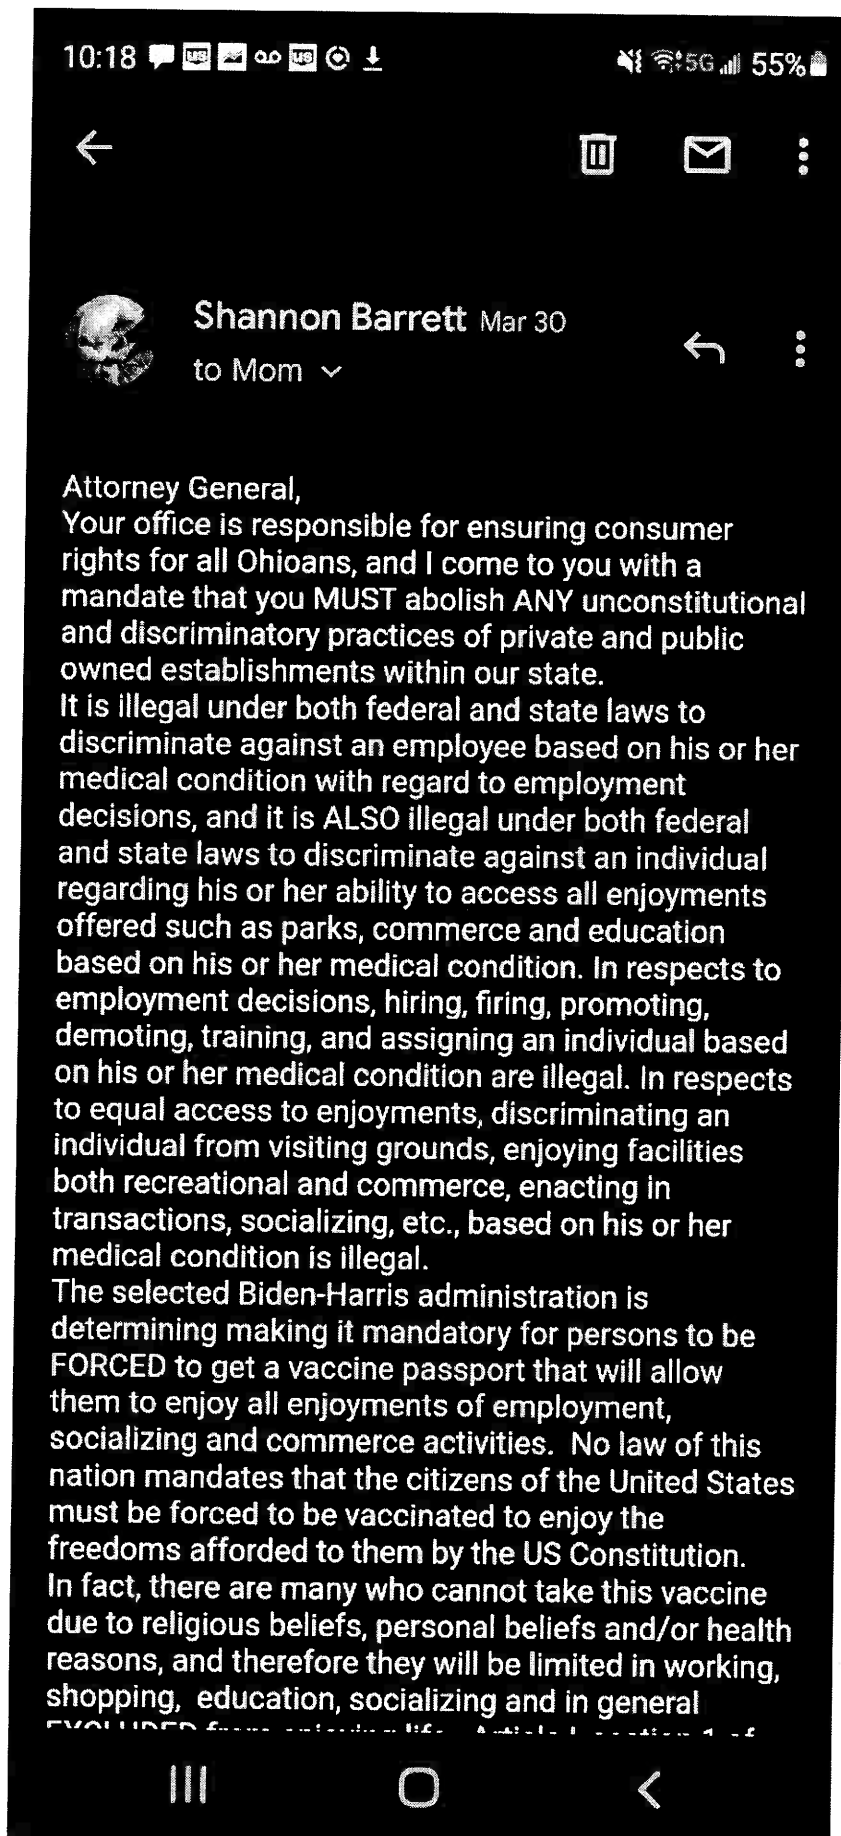 10:18 5G 55%
Shannon Barrett Mar 30
to Mom
Attorney General,
Your office is responsible for ensuring consumer
rights for all Ohioans, and I come to you with a
mandate that you MUST abolish ANY unconstitutional
and discriminatory practices of private and public
owned establishments within our state.
It is illegal under both federal and state laws to
discriminate against an employee based on his or her
medical condition with regard to employment
decisions, and it is ALSO illegal under both federal
and state laws to discriminate against an individual
regarding his or her ability to access all enjoyments
offered such as parks, commerce and education
based on his or her medical condition. In respects to
employment decisions, hiring, firing, promoting,
demoting, training, and assigning an individual based
on his or her medical condition are illegal. In respects
to equal access to enjoyments, discriminating an
individual from visiting grounds, enjoying facilities
both recreational and commerce, enacting in
transactions, socializing, etc., based on his or her
medical condition is illegal.
The selected Biden-Harris administration is
determining making it mandatory for persons to be
FORCED to get a vaccine passport that will allow
them to enjoy all enjoyments of employment,
socializing and commerce activities.  No law of this
nation mandates that the citizens of the United States
must be forced to be vaccinated to enjoy the
freedoms afforded to them by the US Constitution.
In fact, there are many who cannot take this vaccine
due to religious beliefs, personal beliefs and/or health
reasons, and therefore they will be limited in working,
shopping,  education, socializing and in general